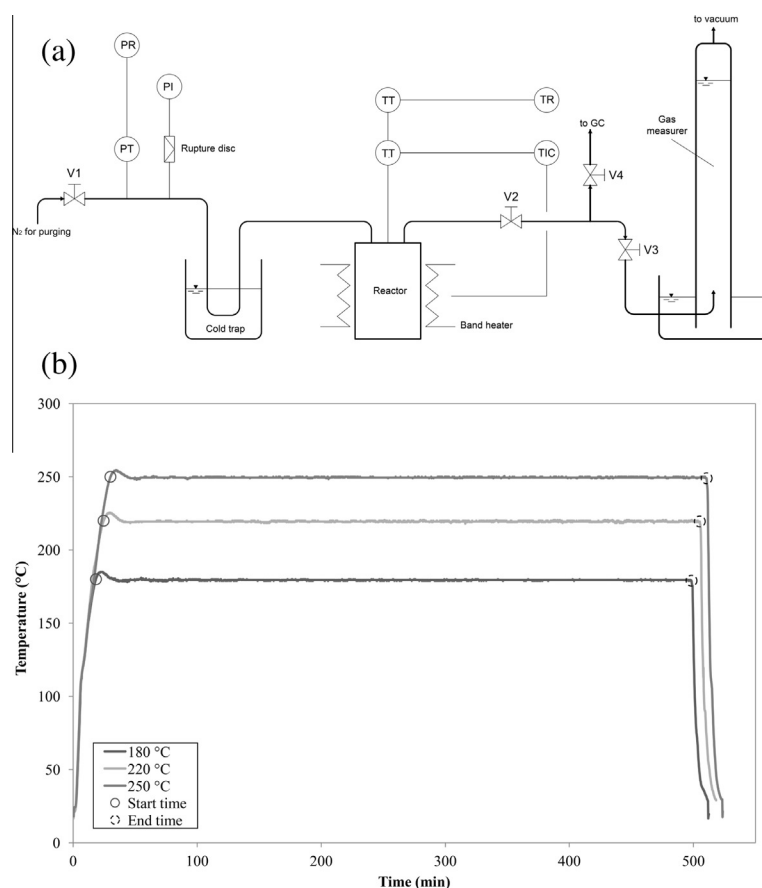 (a)
to vacuum
PR
PI
TT
TR
to GC
Gas
measurer
PT
Rupture disc
TT
TIC
V1
V4
V2
V3
N2 for purging
Reactor
Cold trap
Band heater
(b)
300
250
200
150
100
50
0
Temperature (°C)
180 °C
220 °C
250 °C
Start time
End time
0
100
200
300
400
500
Time (min)